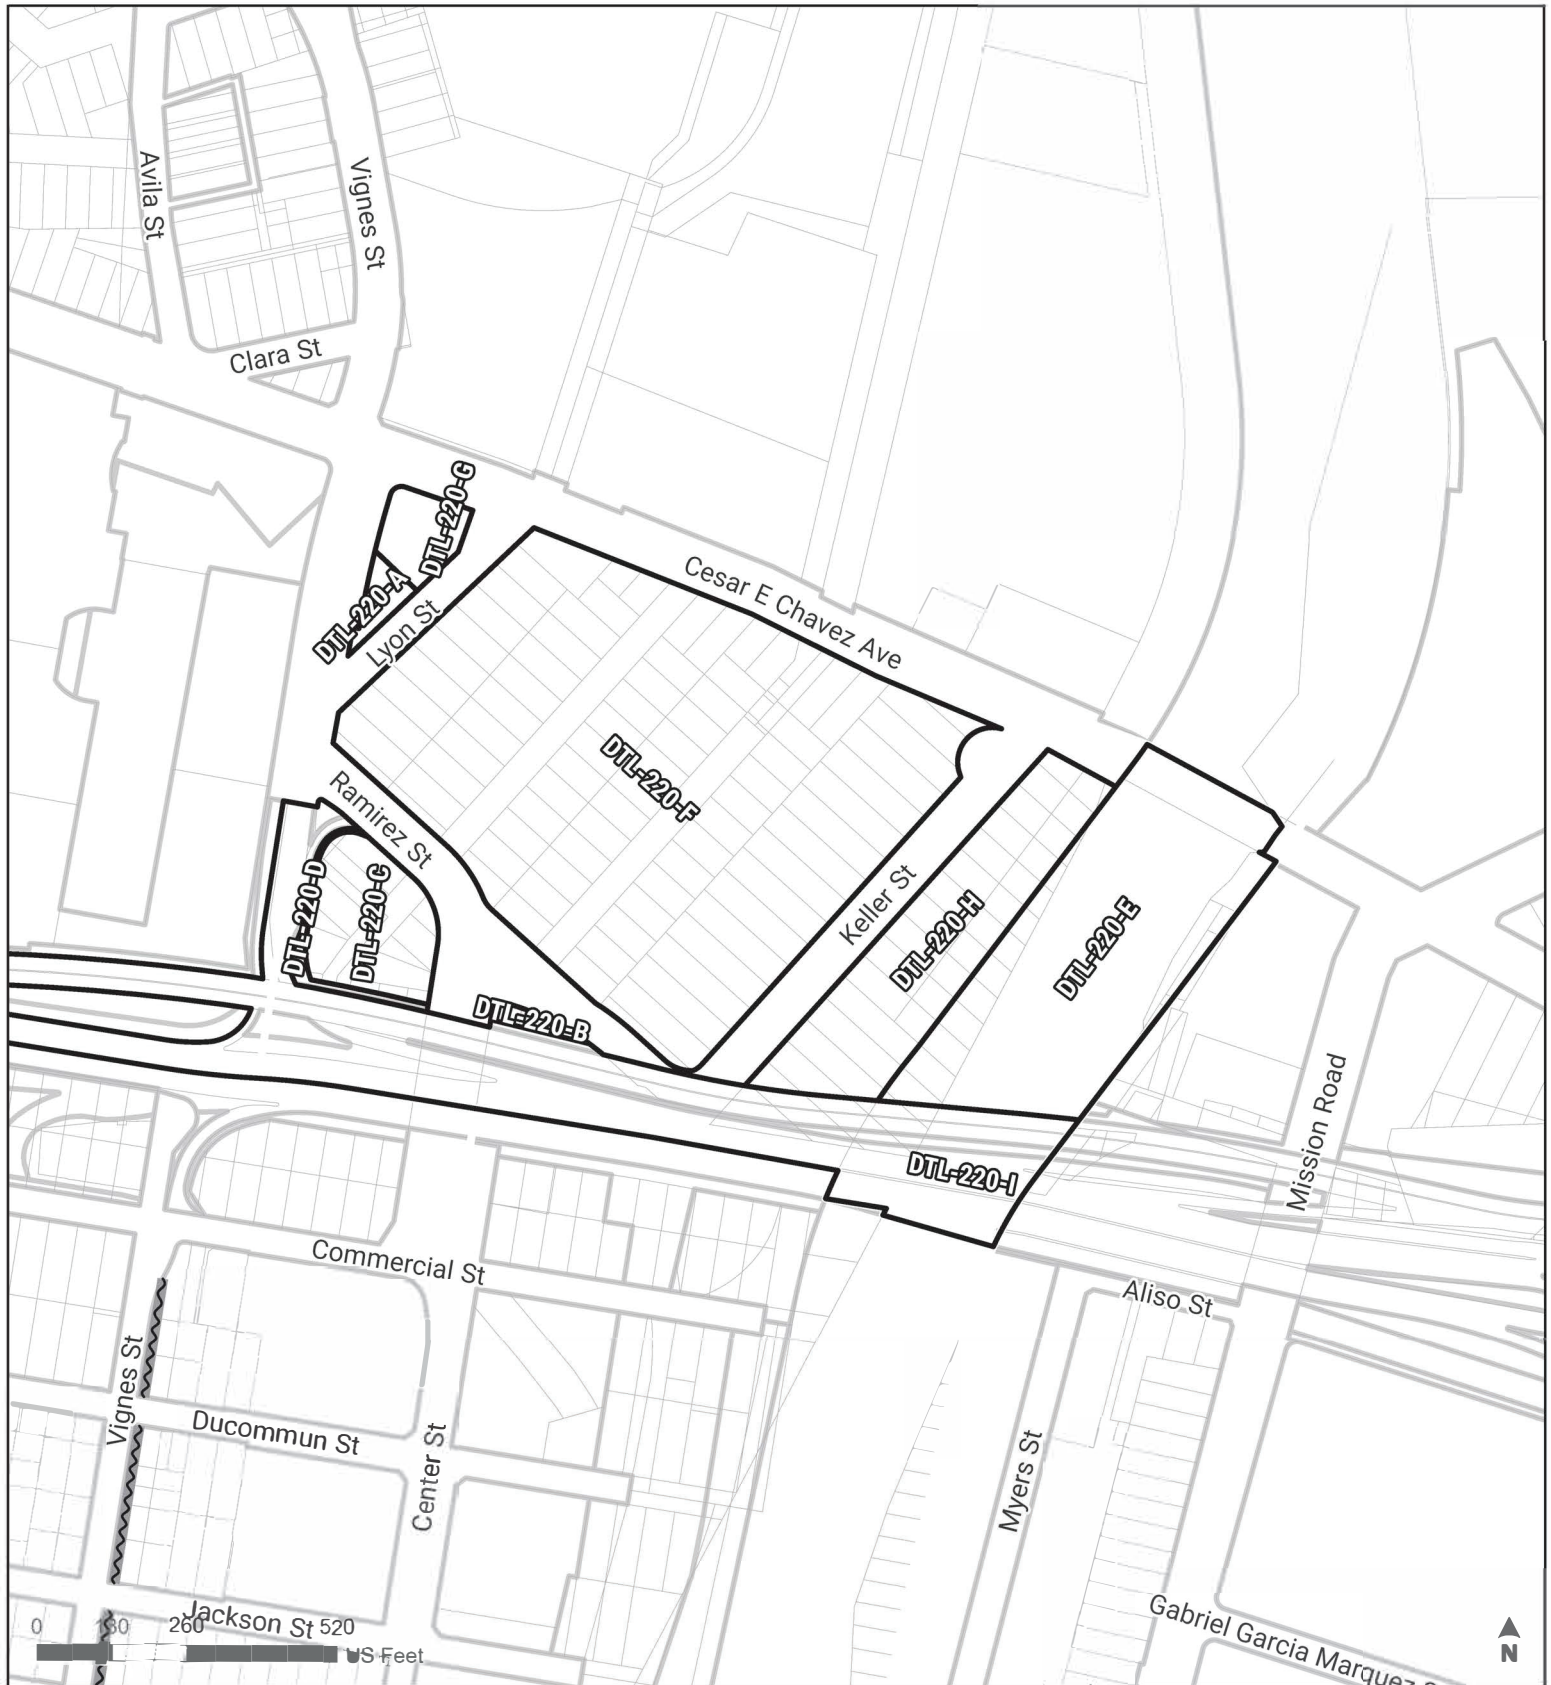 Avila St
Vignes St
Clara St
DTL-220-G
DTL-220-A
Lyon St
Cesar E Chavez Ave
DTL-220-F
Ramirez St
DTL-220-D
DTL-220-C
Keller St
DTL-220-H
DTL-220-E
DTL-220-B
DTL-220-I
Mission Road
Commercial St
Aliso St
Vignes St
Ducommun St
Center St
Myers St
Jackson St
Gabriel Garcia Marquez
0 130 260 520
US Feet
N